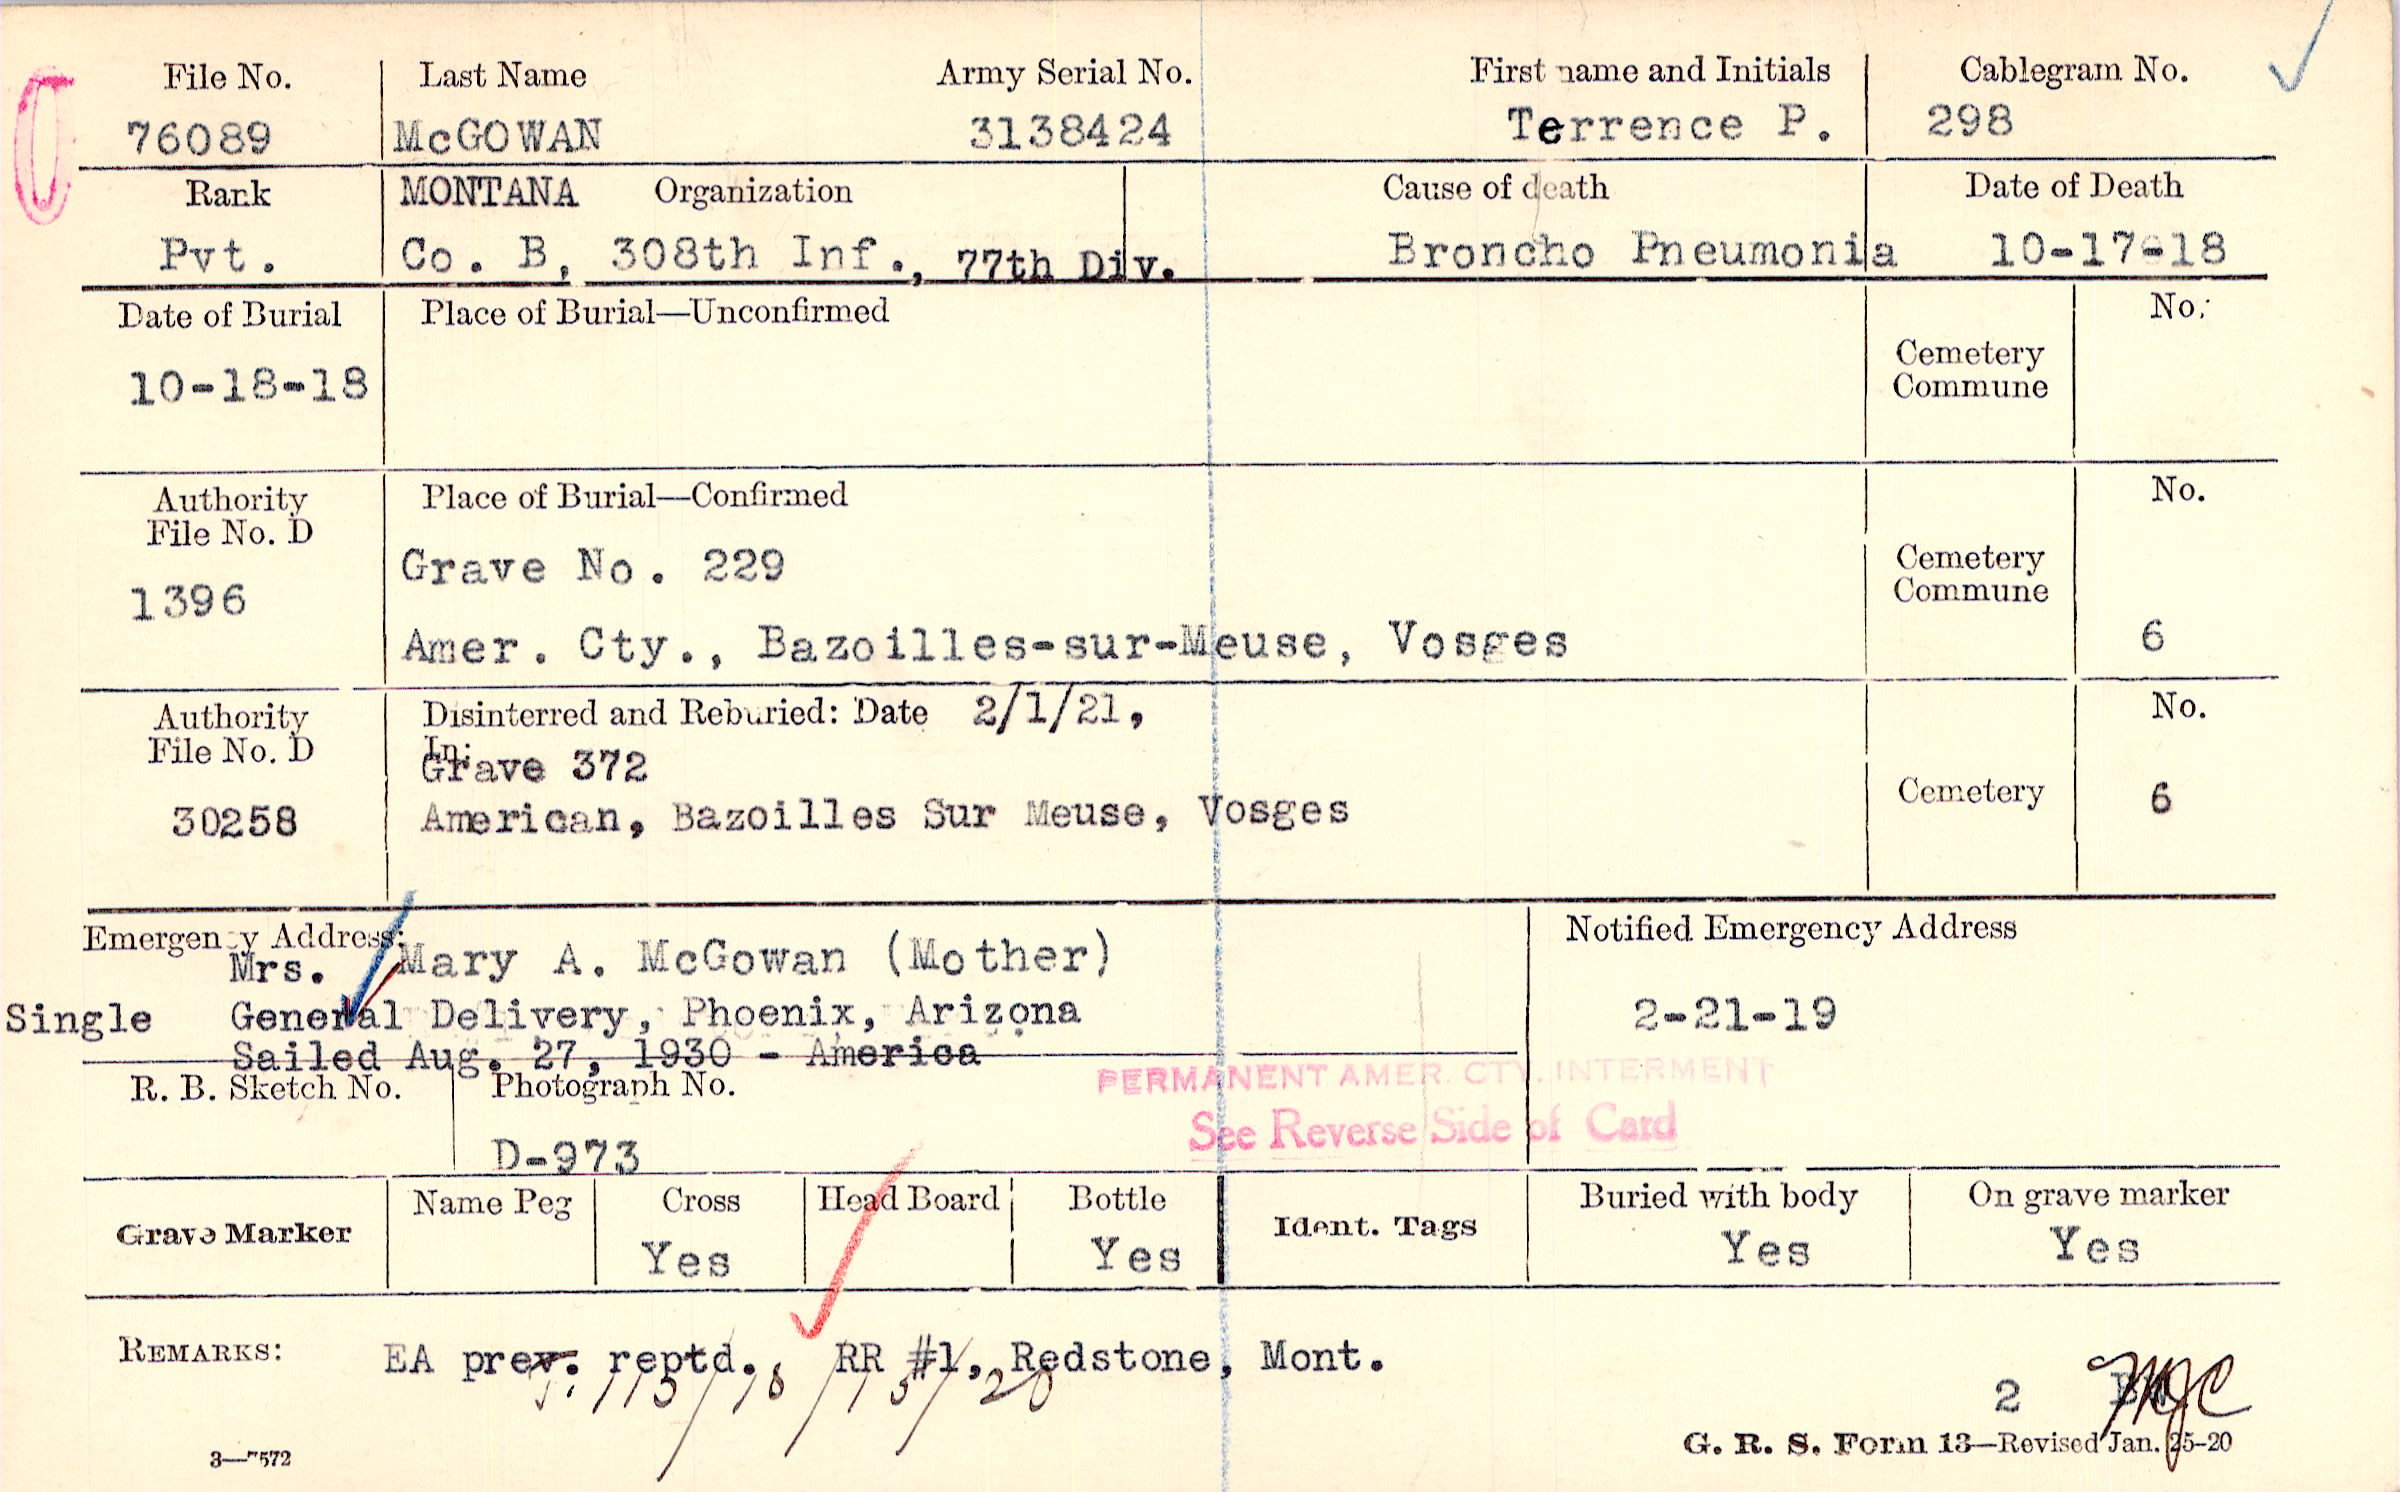 File No. Last Name Army Serial No. First name and Initials Cablegram No.
76089 McGOWAN 3138424 Terrence P. 298
Rank MONTANA Organization Cause of death Date of Death
Pvt. Co. B, 308th Inf., 77th Div. Broncho Pneumonia 10-17-18
Date of Burial Place of Burial—Unconfirmed No.
10-18-18 Cemetery
Commune
Authority Place of Burial—Confirmed No.
File No. D
1396 Grave No. 229 Cemetery
Commune
Amer. Cty., Bazoilles-sur-Meuse, Vosges 6
Authority Disinterred and Reburied: Date 2/1/21, No.
File No. D In:
Grave 372
30258 American, Bazoilles Sur Meuse, Vosges Cemetery 6
Emergency Address: Notified Emergency Address
Mrs. Mary A. McGowan (Mother)
Single General Delivery, Phoenix, Arizona 2-21-19
Sailed Aug. 27, 1930 - America
R. B. Sketch No. Photograph No. PERMANENT AMER. CTY. INTERMENT
See Reverse Side of Card
D-973
Grave Marker Name Peg Cross Head Board Bottle Ident. Tags Buried with body On grave marker
Yes Yes Yes Yes
REMARKS: EA prev. reptd., RR #1, Redstone, Mont.
2
3—7572 G. R. S. Form 13—Revised Jan. 25-20